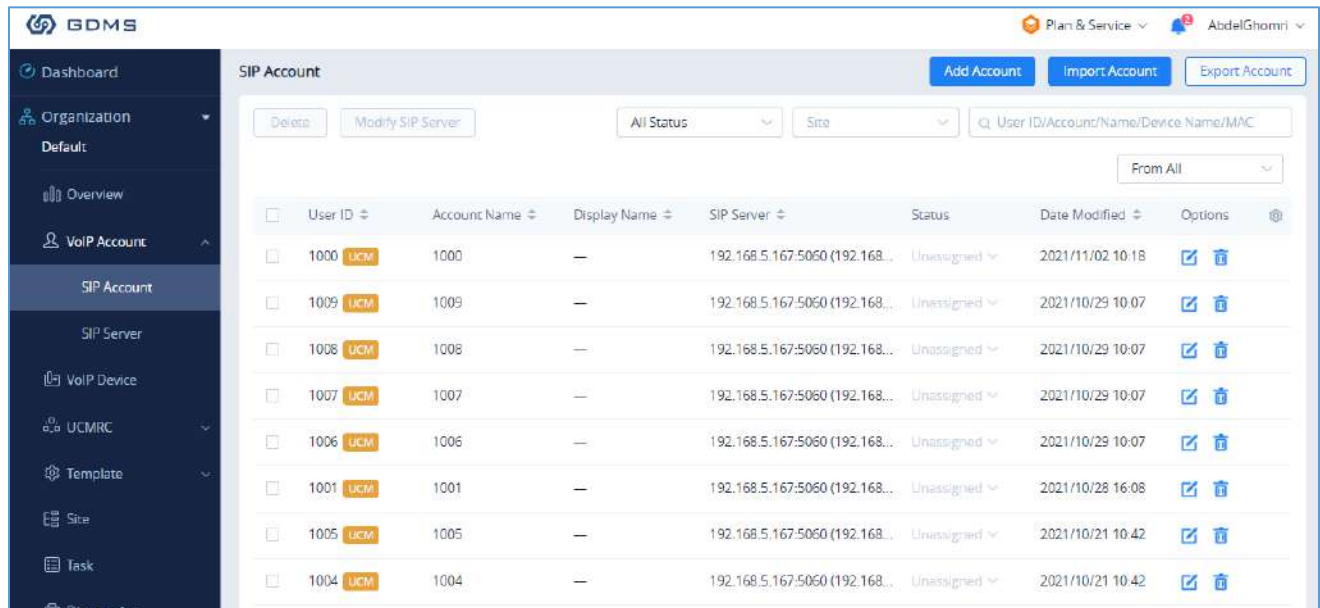 GDMS
Plan & Service
2
AbdelGhomri
Dashboard
Organization
Default
Overview
VoIP Account
SIP Account
SIP Server
VoIP Device
UCMRC
Template
Site
Task
SIP Account
Add Account
Import Account
Export Account
Delete
Modify SIP Server
All Status
Site
User ID/Account/Name/Device Name/MAC
From All
User ID Account Name Display Name SIP Server Status Date Modified Options
1000 UCM 1000 — 192.168.5.167:5060 (192.168... Unassigned 2021/11/02 10:18
1009 UCM 1009 — 192.168.5.167:5060 (192.168... Unassigned 2021/10/29 10:07
1008 UCM 1008 — 192.168.5.167:5060 (192.168... Unassigned 2021/10/29 10:07
1007 UCM 1007 — 192.168.5.167:5060 (192.168... Unassigned 2021/10/29 10:07
1006 UCM 1006 — 192.168.5.167:5060 (192.168... Unassigned 2021/10/29 10:07
1001 UCM 1001 — 192.168.5.167:5060 (192.168... Unassigned 2021/10/28 16:08
1005 UCM 1005 — 192.168.5.167:5060 (192.168... Unassigned 2021/10/21 10:42
1004 UCM 1004 — 192.168.5.167:5060 (192.168... Unassigned 2021/10/21 10:42